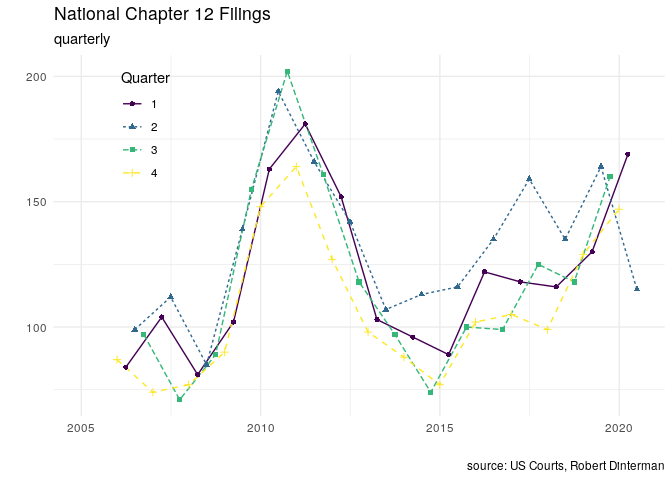 National Chapter 12 Filings
quarterly
Quarter
1
2
3
4
200
150
100
2005
2010
2015
2020
source: US Courts, Robert Dinterman